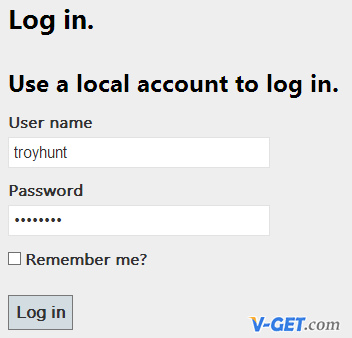 Log in.
Use a local account to log in.
User name
troyhunt
Password
••••••••
Remember me?
Log in
V-GET.com